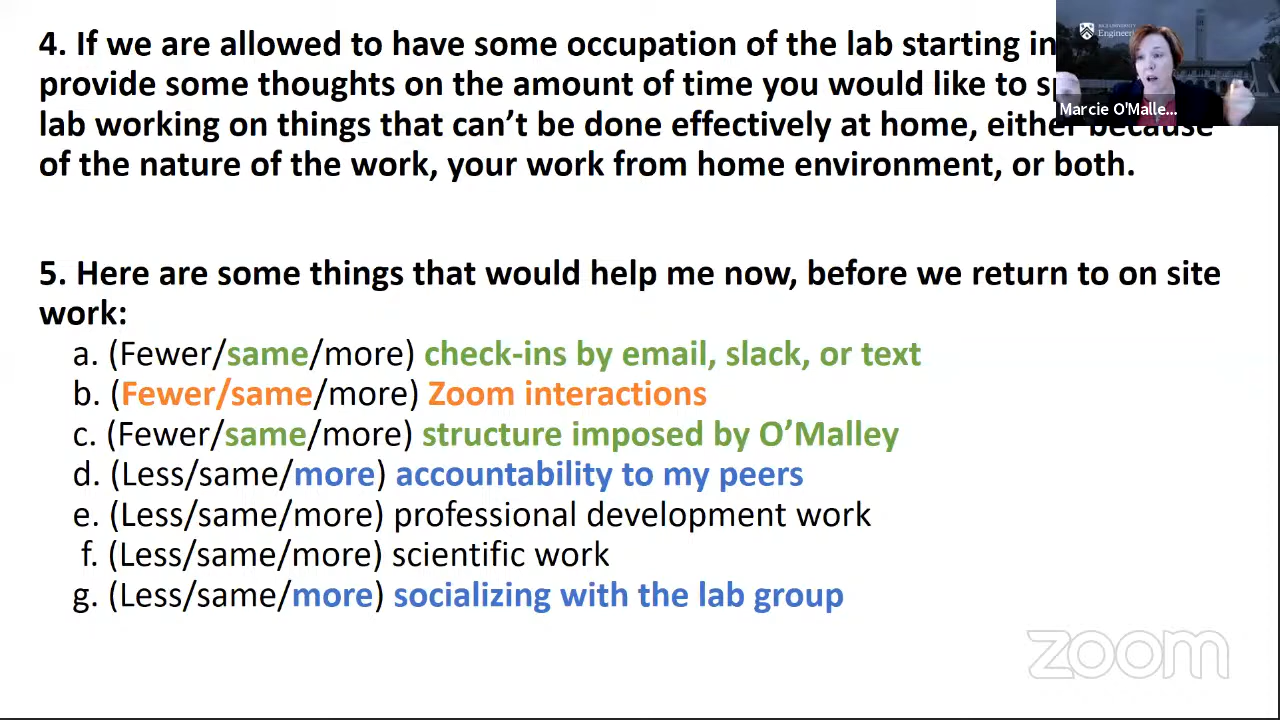 4. If we are allowed to have some occupation of the lab starting in
provide some thoughts on the amount of time you would like to
lab working on things that can't be done effectively at home, either because
of the nature of the work, your work from home environment, or both.
5. Here are some things that would help me now, before we return to on site
work:
a. (Fewer/same/more) check-ins by email, slack, or text
b. (Fewer/same/more) Zoom interactions
c. (Fewer/same/more) structure imposed by O'Malley
d. (Less/same/more) accountability to my peers
e. (Less/same/more) professional development work
f. (Less/same/more) scientific work
g. (Less/same/more) socializing with the lab group
RICE UNIVERSITY
Marcie O'Malle...
zoom